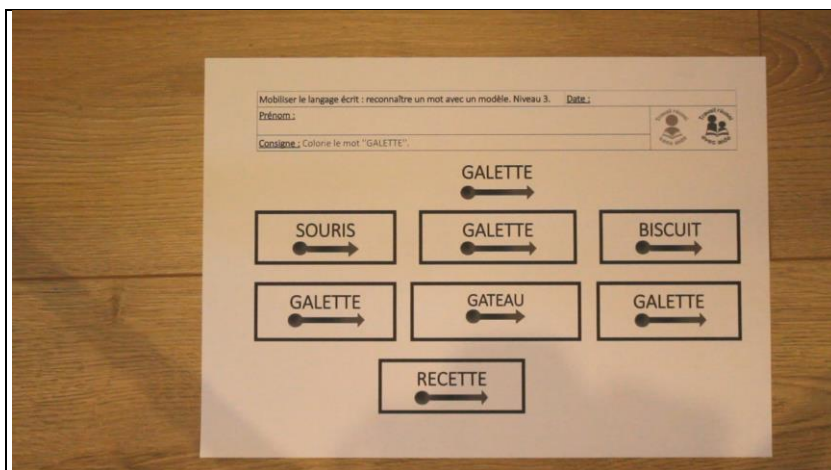 Mobiliser le langage écrit : reconnaître un mot avec un modèle. Niveau 3. Date :
Prénom :
Consigne : Colorie le mot "GALETTE".
GALETTE
SOURIS GALETTE BISCUIT
GALETTE GATEAU GALETTE
RECETTE